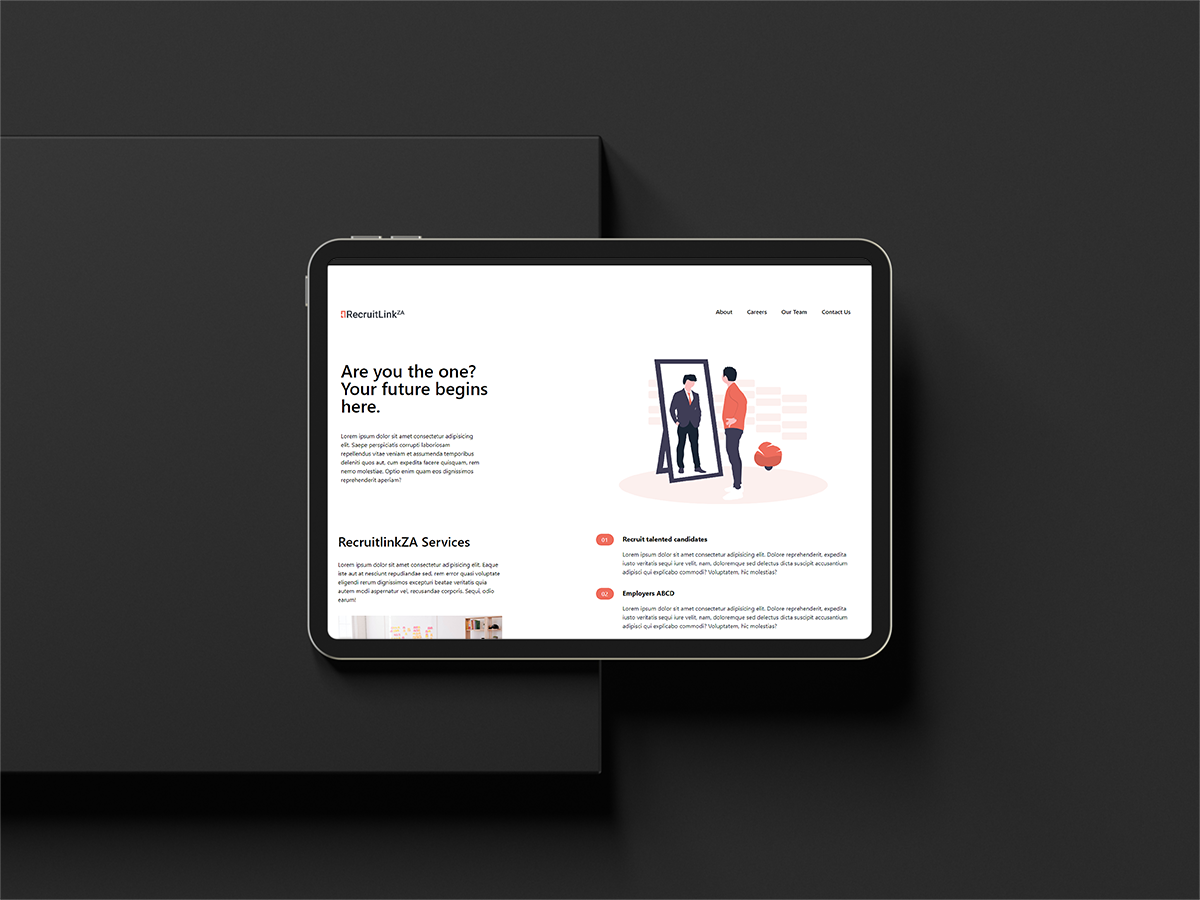 RecruitLinkZA
About Careers Our Team Contact Us
Are you the one?
Your future begins
here.
Lorem ipsum dolor sit amet consectetur adipisicing
elit. Saepe perspiciatis corrupti laboriosam
repellendus vitae veniam et assumenda temporibus
deleniti quos aut, cum expedita facere quisquam, rem
nemo molestiae. Optio enim quam eos dignissimos
reprehenderit aperiam?
RecruitlinkZA Services
Lorem ipsum dolor sit amet consectetur adipisicing elit. Eaque
iste aut at nesciunt repudiandae sed, rem error quasi voluptate
eligendi rerum dignissimos excepturi beatae veritatis quia
autem modi aspernatur vel, recusandae corporis. Sequi, odio
earum!
01 Recruit talented candidates
Lorem ipsum dolor sit amet consectetur adipisicing elit. Dolore reprehenderit, expedita
iusto veritatis sequi iure velit, nam, doloremque sed delectus dicta suscipit accusantium
adipisci qui explicabo commodi? Voluptatem, hic molestias?
02 Employers ABCD
Lorem ipsum dolor sit amet consectetur adipisicing elit. Dolore reprehenderit, expedita
iusto veritatis sequi iure velit, nam, doloremque sed delectus dicta suscipit accusantium
adipisci qui explicabo commodi? Voluptatem, hic molestias?